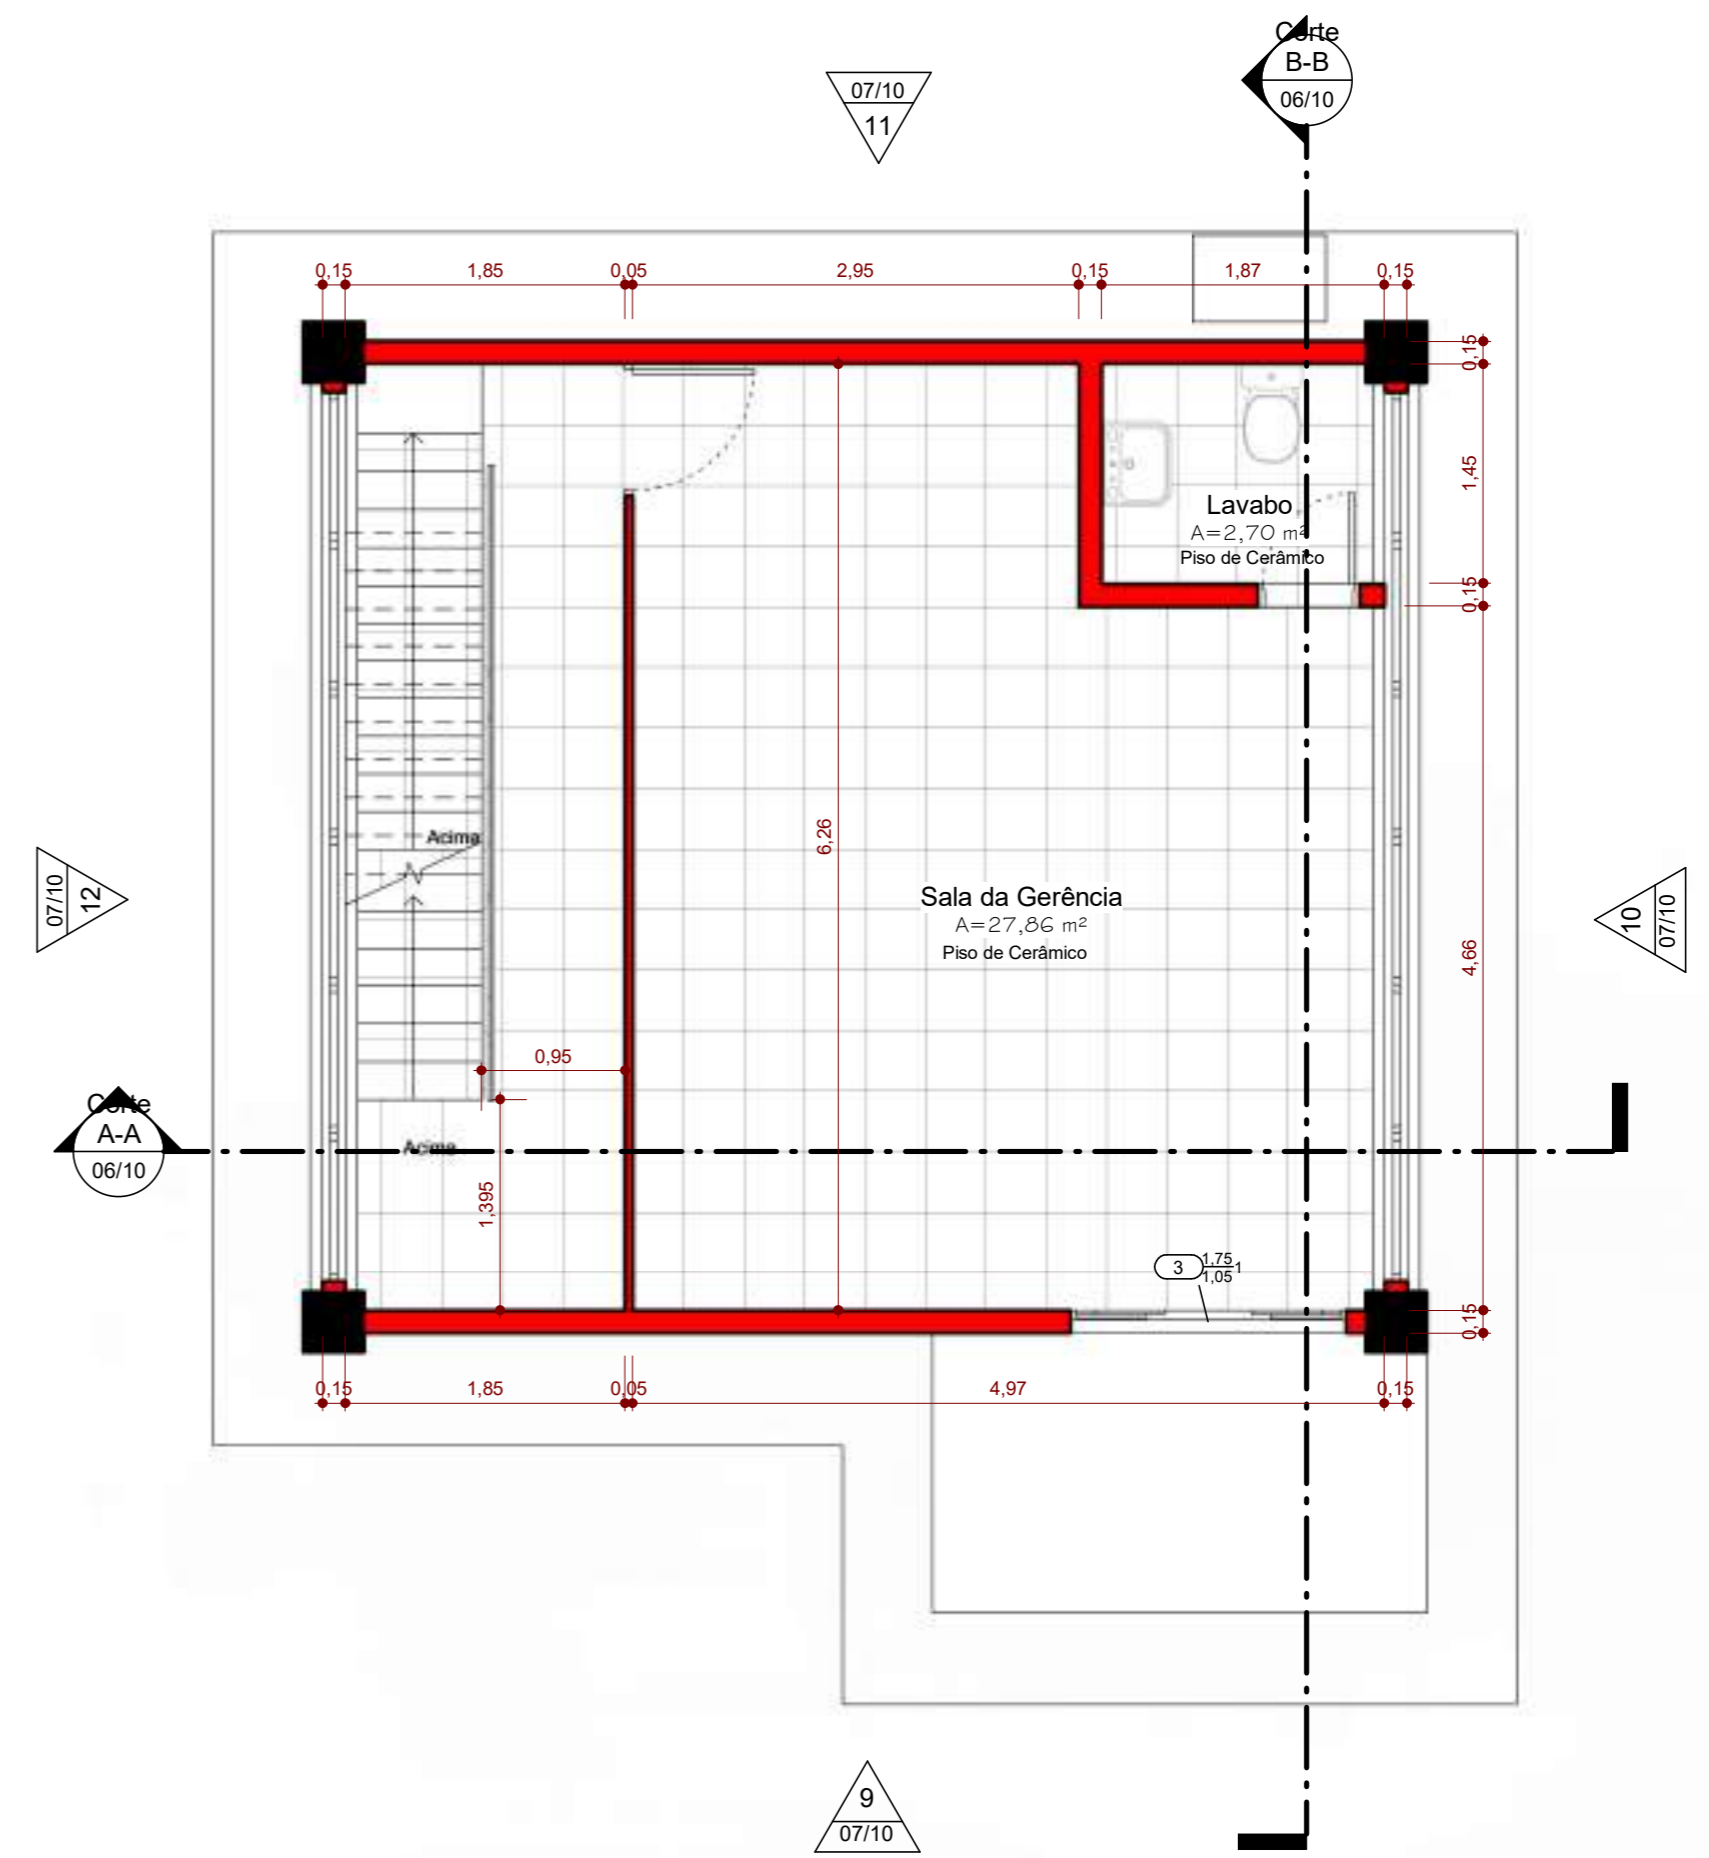 Corte
B-B
06/10
07/10
11
0,15 1,85 0,05 2,95 0,15 1,87 0,15
0,15
1,45
Lavabo
A=2,70 m²
Piso de Cerâmico
0,15
Acima
6,26
07/10
12
Sala da Gerência
A=27,86 m²
Piso de Cerâmico
10
07/10
4,66
0,95
Corte
A-A
06/10
Acima
1,395
3 1,75 1
1,05
0,15
0,15 1,85 0,05 4,97 0,15
9
07/10